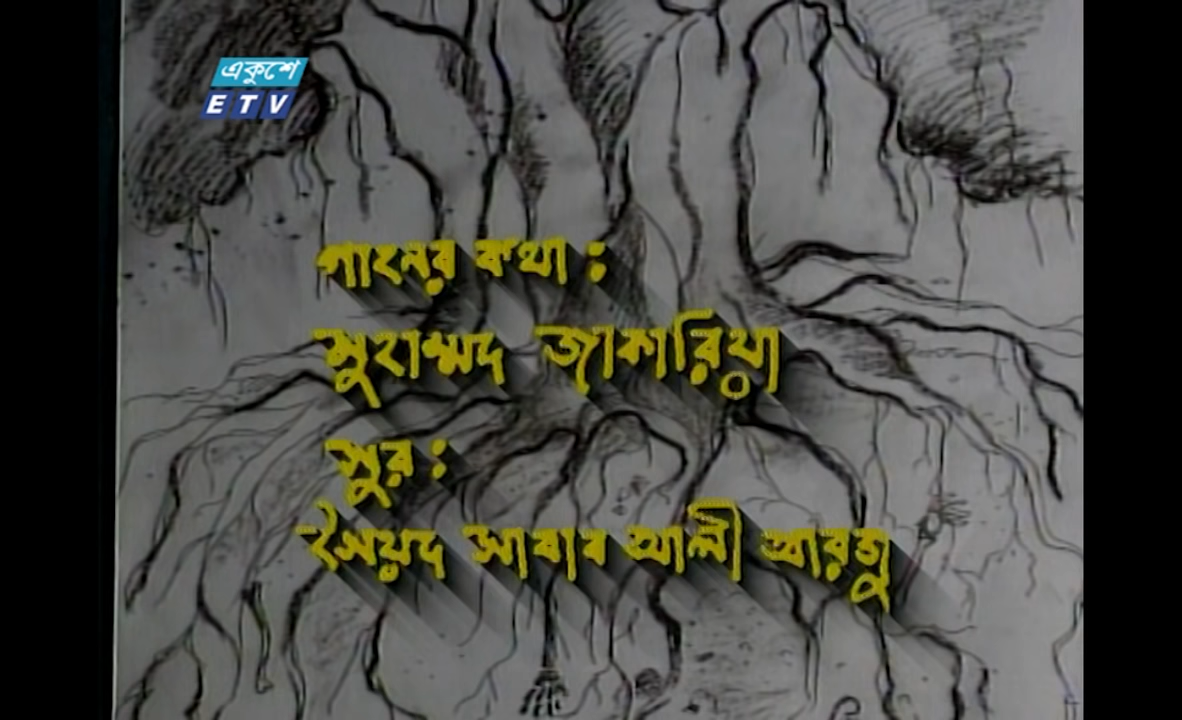 একুশে
ETV
গানের কথা :
মুহাম্মদ জাকারিয়া
সুর :
সৈয়দ সাবাব আলী আরজু